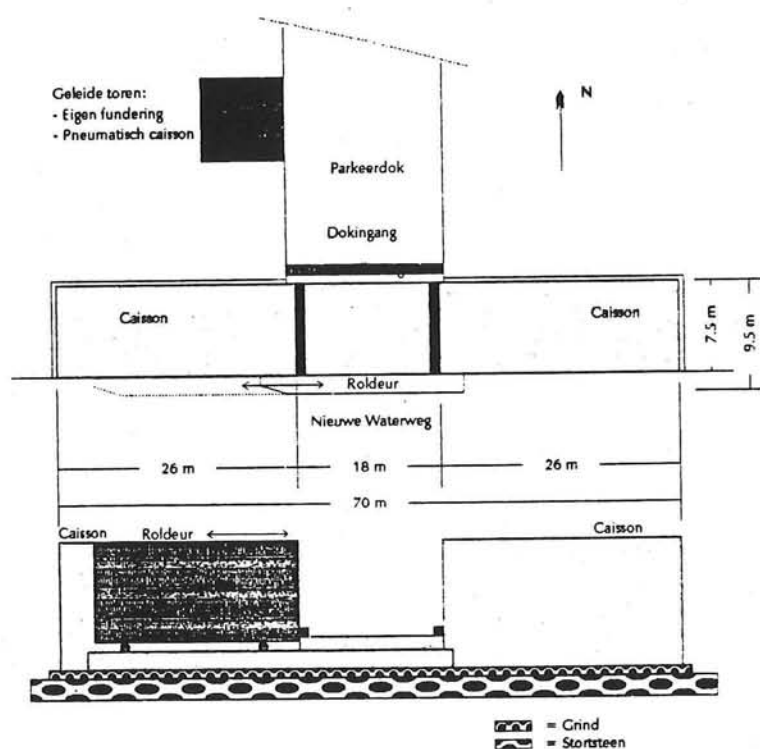 Geleide toren:
- Eigen fundering
- Pneumatisch caisson
N
Parkeerdok
Dokingang
Caisson
Caisson
7.5 m
9.5 m
Roldeur
Nieuwe Waterweg
26 m
18 m
26 m
70 m
Caisson
Roldeur
Caisson
= Grind
= Stortsteen